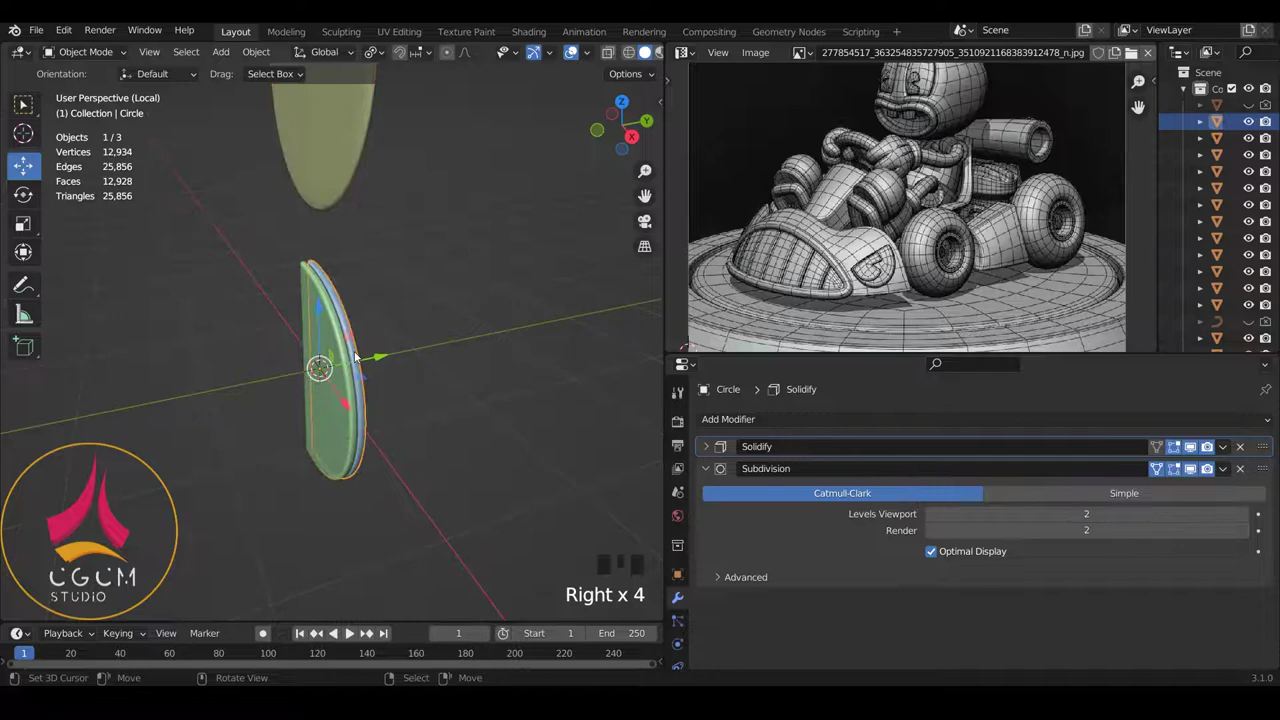 File Edit Render Window Help Layout Modeling Sculpting UV Editing Texture Paint Shading Animation Rendering Compositing Geometry Nodes Scripting Scene ViewLayer
Object Mode View Select Add Object Global View Image 277854517_363254835727905_3510921168383912478_n.jpg
Orientation: Default Drag: Select Box Options
Scene
Co
User Perspective (Local)
(1) Collection | Circle
Objects 1 / 3
Vertices 12,934
Edges 25,856
Faces 12,928
Triangles 25,856
Z
Y
X
Circle > Solidify
Add Modifier
Solidify
Subdivision
Catmull-Clark Simple
Levels Viewport 2
Render 2
Optimal Display
Advanced
CGCM
STUDIO
Right x 4
Playback Keying View Marker 1 Start 1 End 250
1 20 40 60 80 100 120 140 160 180 200 220 240
Set 3D Cursor Move Rotate View Select Move 3.1.0